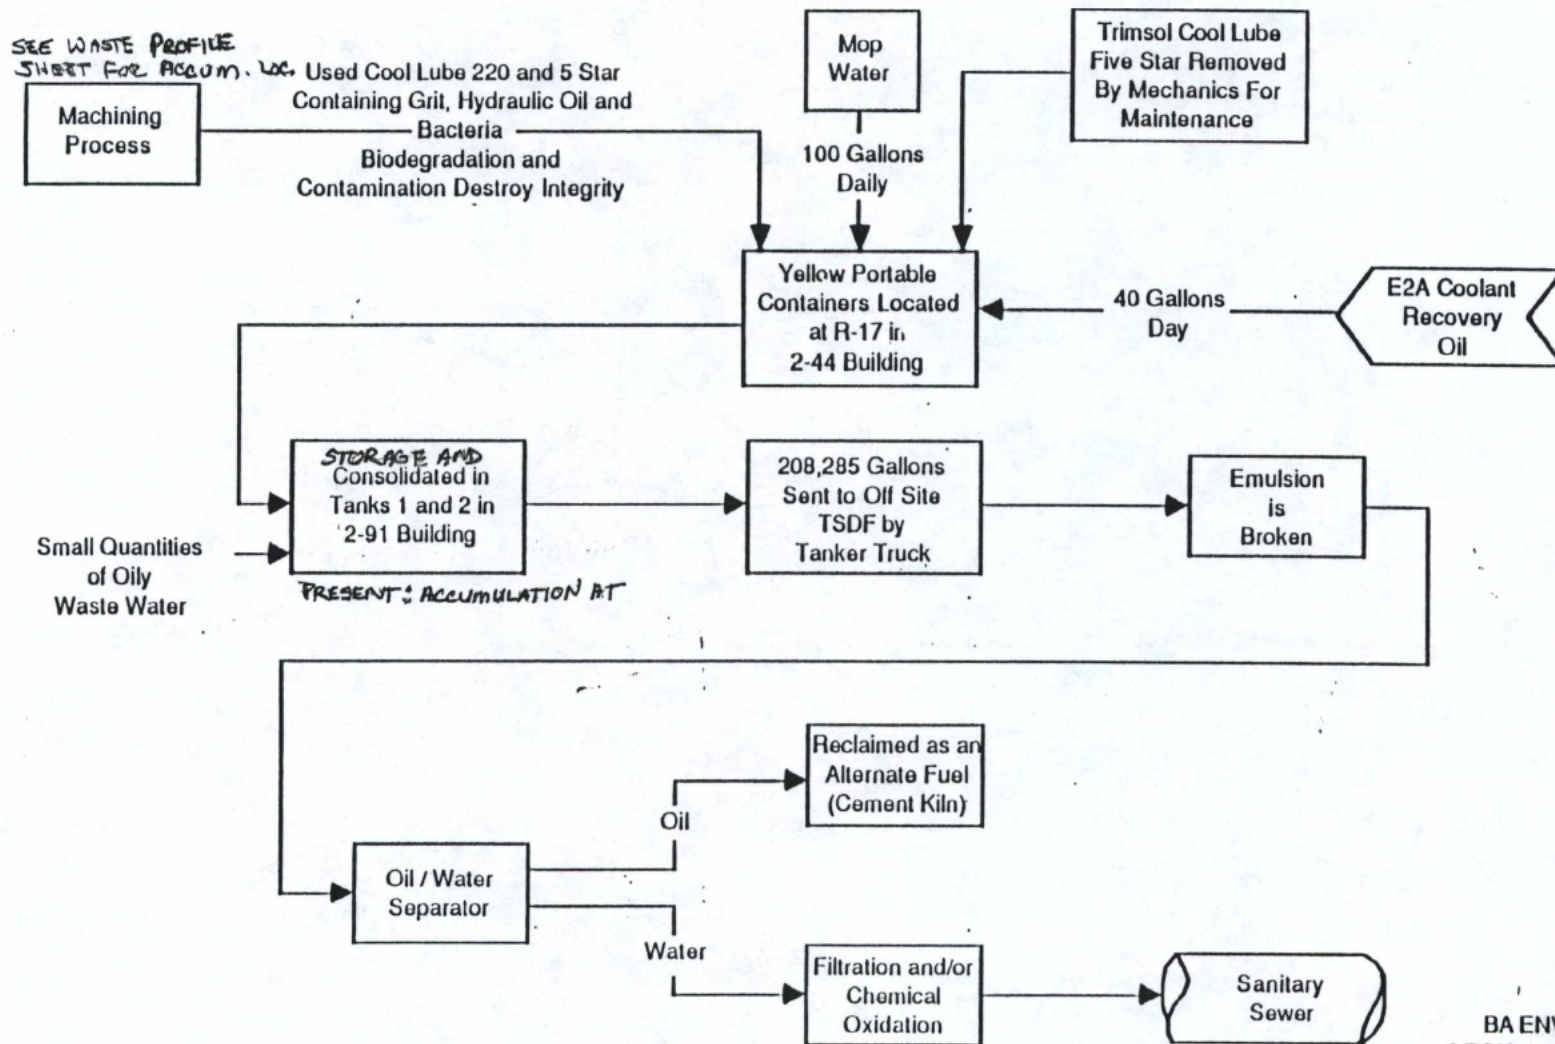 SEE WASTE PROFILE
SHEET FOR ACCUM. LOC.
Machining
Process
Used Cool Lube 220 and 5 Star
Containing Grit, Hydraulic Oil and
Bacteria
Biodegradation and
Contamination Destroy Integrity
Mop
Water
100 Gallons
Daily
Trimsol Cool Lube
Five Star Removed
By Mechanics For
Maintenance
Yellow Portable
Containers Located
at R-17 in
2-44 Building
40 Gallons
Day
E2A Coolant
Recovery
Oil
STORAGE AND
Consolidated in
Tanks 1 and 2 in
2-91 Building
PRESENT: ACCUMULATION AT
Small Quantities
of Oily
Waste Water
208,285 Gallons
Sent to Off Site
TSDF by
Tanker Truck
Emulsion
is
Broken
Oil / Water
Separator
Oil
Reclaimed as an
Alternate Fuel
(Cement Kiln)
Water
Filtration and/or
Chemical
Oxidation
Sanitary
Sewer